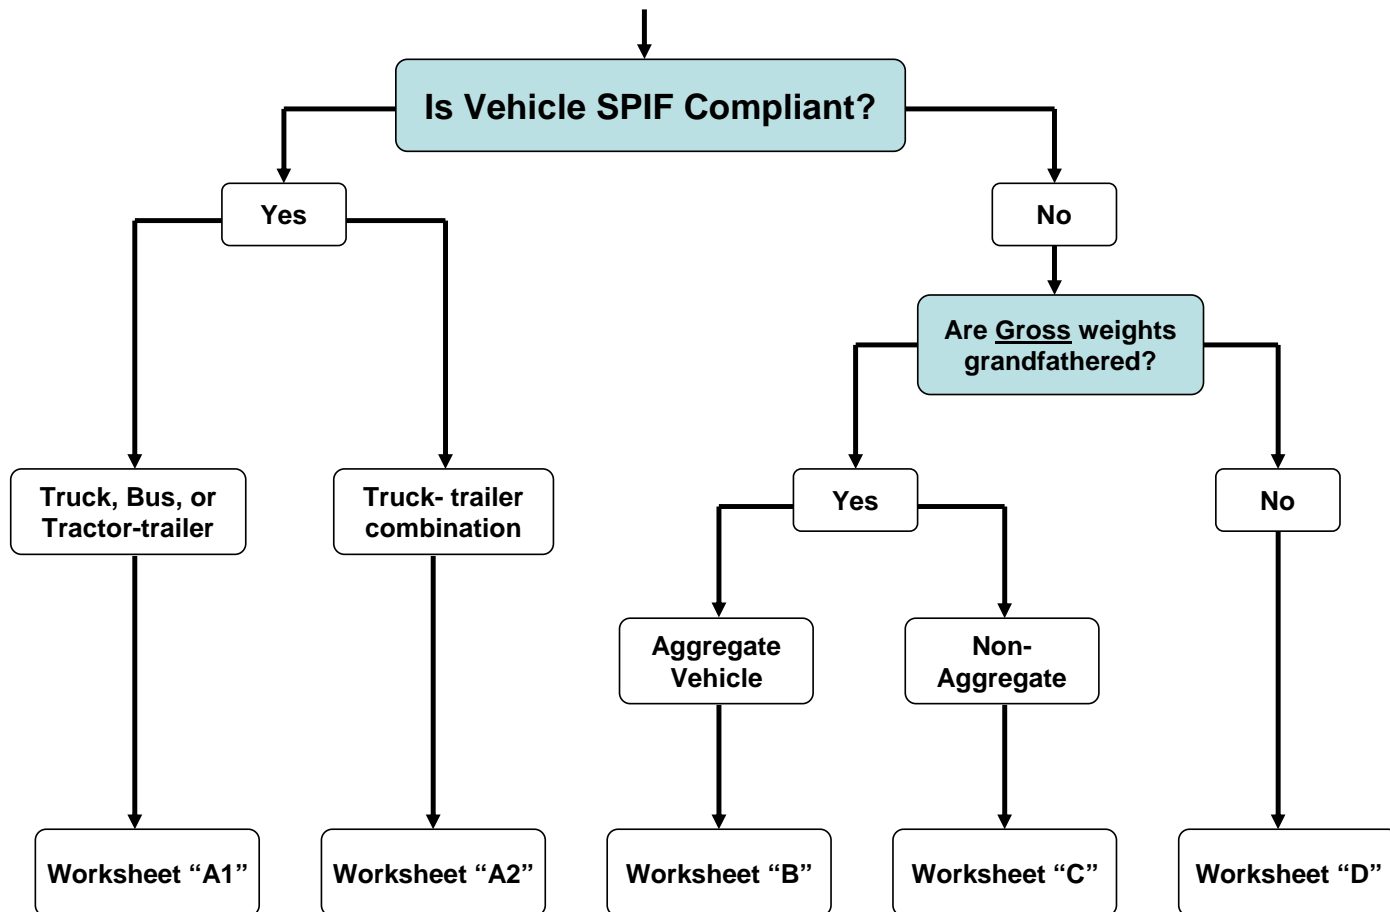 Is Vehicle SPIF Compliant?
Yes
No
Are Gross weights
grandfathered?
Truck, Bus, or
Tractor-trailer
Truck- trailer
combination
Yes
No
Aggregate
Vehicle
Non-
Aggregate
Worksheet “A1”
Worksheet “A2”
Worksheet “B”
Worksheet “C”
Worksheet “D”